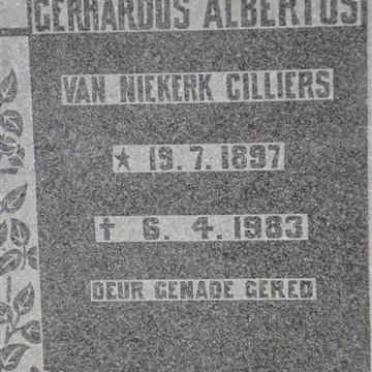 GERHARDUS ALBERTUS
VAN NIEKERK CILLIERS
★ 19.7.1897
† 6.4.1983
DEUR GENADE GERED